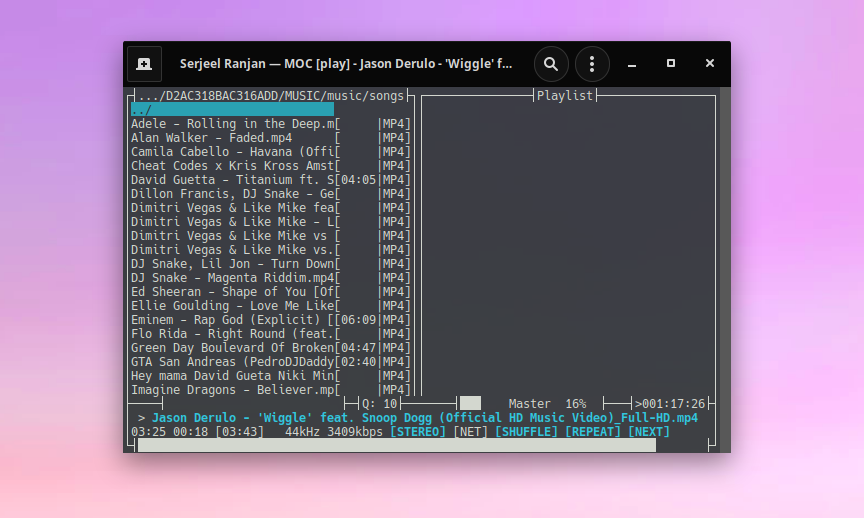 Serjeel Ranjan — MOC [play] - Jason Derulo - 'Wiggle' f...
.../D2AC318BAC316ADD/MUSIC/music/songs
Playlist
../
Adele - Rolling in the Deep.m[     |MP4]
Alan Walker - Faded.mp4      [     |MP4]
Camila Cabello - Havana (Offi[     |MP4]
Cheat Codes x Kris Kross Amst[     |MP4]
David Guetta - Titanium ft. S[04:05|MP4]
Dillon Francis, DJ Snake - Ge[     |MP4]
Dimitri Vegas & Like Mike fea[     |MP4]
Dimitri Vegas & Like Mike - L[     |MP4]
Dimitri Vegas & Like Mike vs [     |MP4]
Dimitri Vegas & Like Mike vs.[     |MP4]
DJ Snake, Lil Jon - Turn Down[     |MP4]
DJ Snake - Magenta Riddim.mp4[     |MP4]
Ed Sheeran - Shape of You [Of[     |MP4]
Ellie Goulding - Love Me Like[     |MP4]
Eminem - Rap God (Explicit) [[06:09|MP4]
Flo Rida - Right Round (feat.[     |MP4]
Green Day Boulevard Of Broken[04:47|MP4]
GTA San Andreas (PedroDJDaddy[02:40|MP4]
Hey mama David Gueta Niki Min[     |MP4]
Imagine Dragons - Believer.mp[     |MP4]
Q: 10 Master 16% >001:17:26
> Jason Derulo - 'Wiggle' feat. Snoop Dogg (Official HD Music Video)_Full-HD.mp4
03:25 00:18 [03:43] 44kHz 3409kbps [STEREO] [NET] [SHUFFLE] [REPEAT] [NEXT]